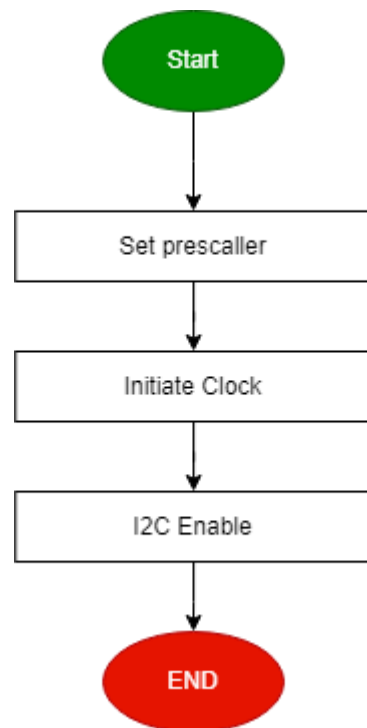 Start
Set prescaller
Initiate Clock
I2C Enable
END